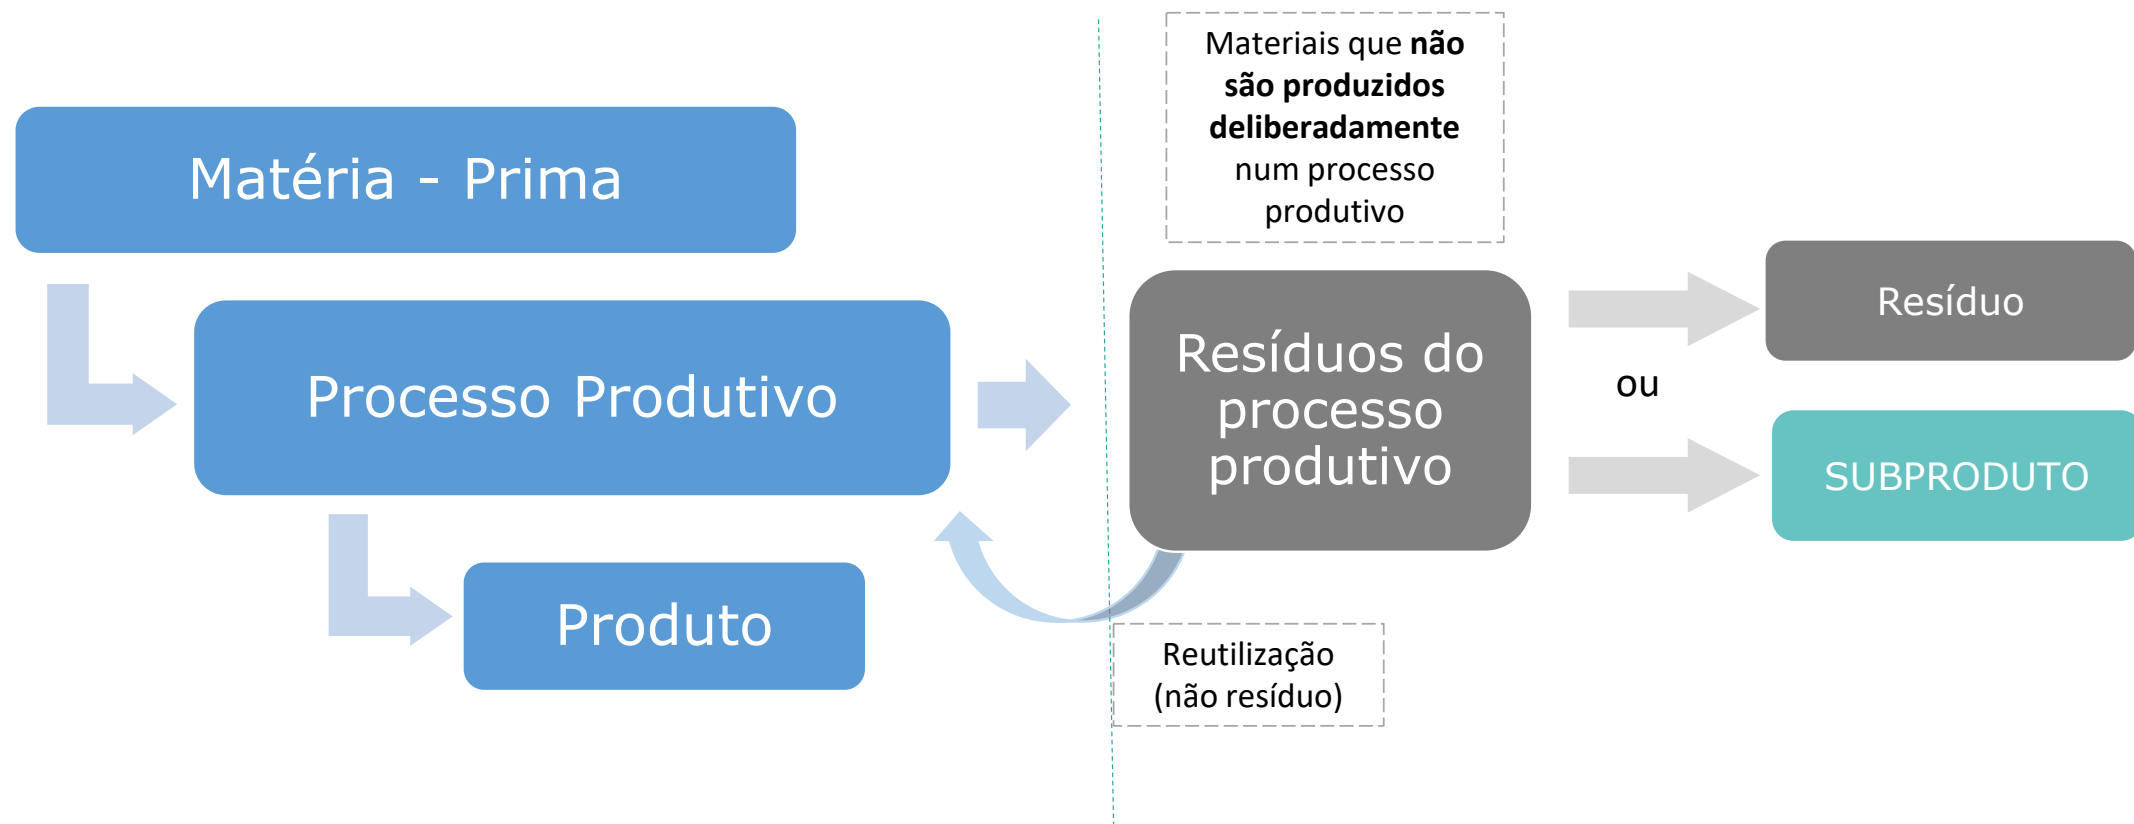 Matéria - Prima
Processo Produtivo
Produto
Materiais que não
são produzidos
deliberadamente
num processo
produtivo
Resíduos do
processo
produtivo
Reutilização
(não resíduo)
Resíduo
ou
SUBPRODUTO